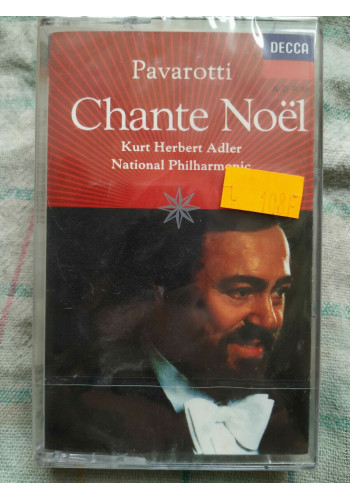 DECCA
Pavarotti
Chante Noël
Kurt Herbert Adler
National Philharmonic